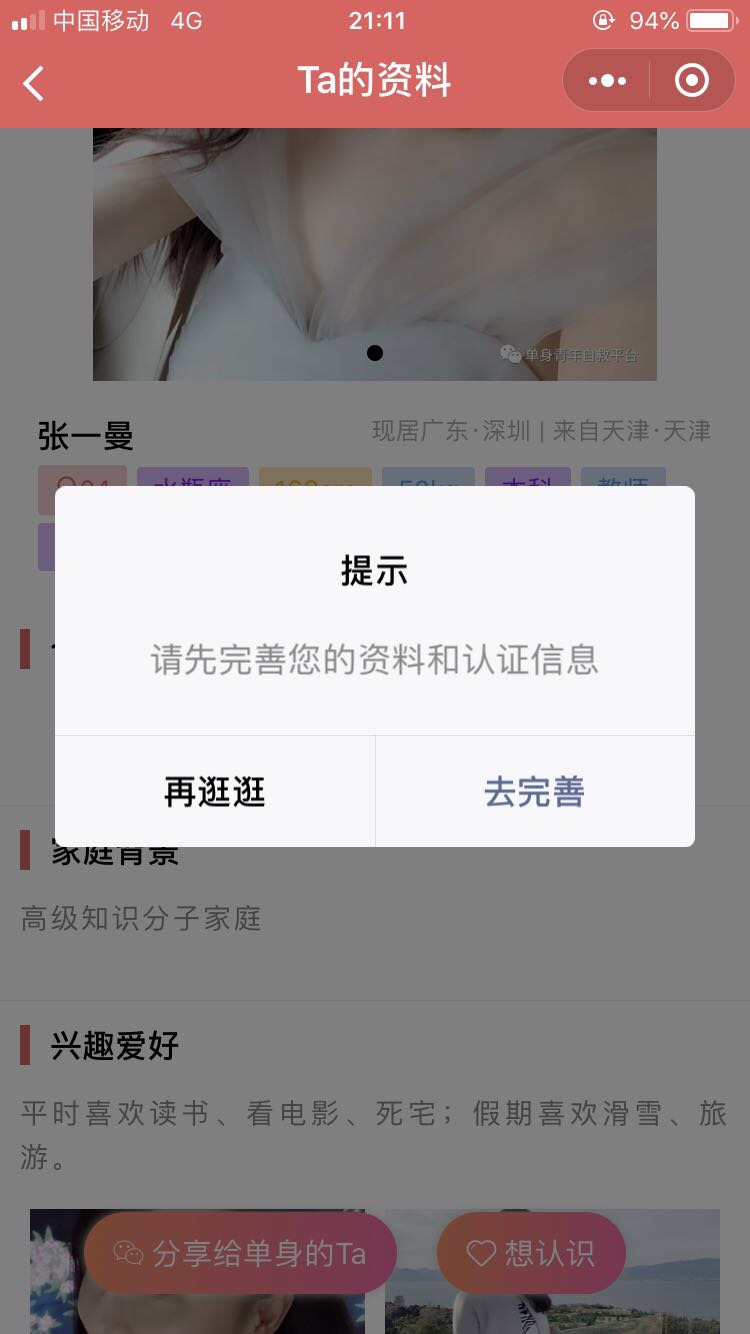 中国移动 4G 21:11 94%
Ta的资料
单身青年自救平台
张一曼
现居广东·深圳 | 来自天津·天津
水瓶座 本科 教师
提示
请先完善您的资料和认证信息
再逛逛 去完善
家庭背景
高级知识分子家庭
兴趣爱好
平时喜欢读书、看电影、死宅；假期喜欢滑雪、旅
游。
分享给单身的Ta 想认识